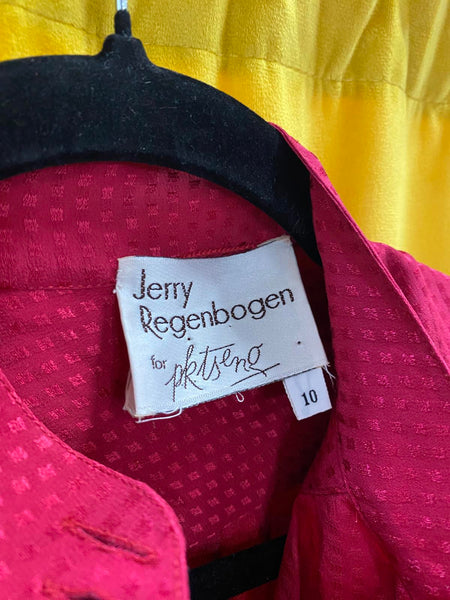 Jerry
Regenbogen
for pktseng
10